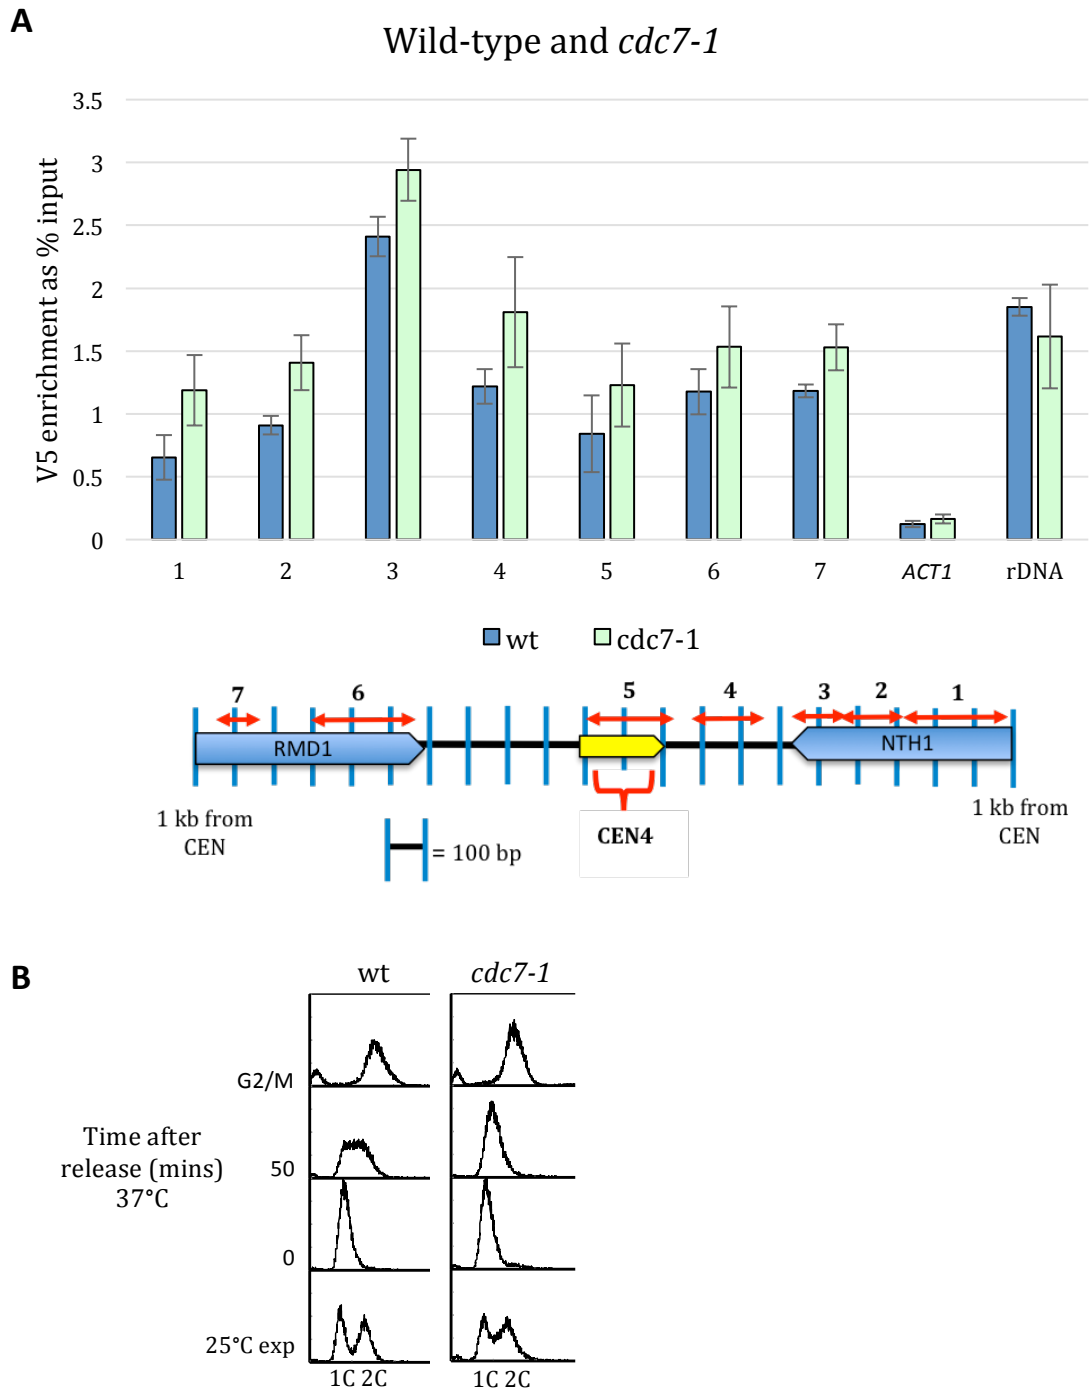 A
Wild-type and cdc7-1
V5 enrichment as % input
3.5
3
2.5
2
1.5
1
0.5
0
1 2 3 4 5 6 7 ACT1 rDNA
wt cdc7-1
7 6 5 4 3 2 1
RMD1 NTH1
1 kb from
CEN
CEN4
1 kb from
CEN
= 100 bp
B
wt cdc7-1
G2/M
Time after
release (mins)
37°C
50
0
25°C exp
1C 2C 1C 2C